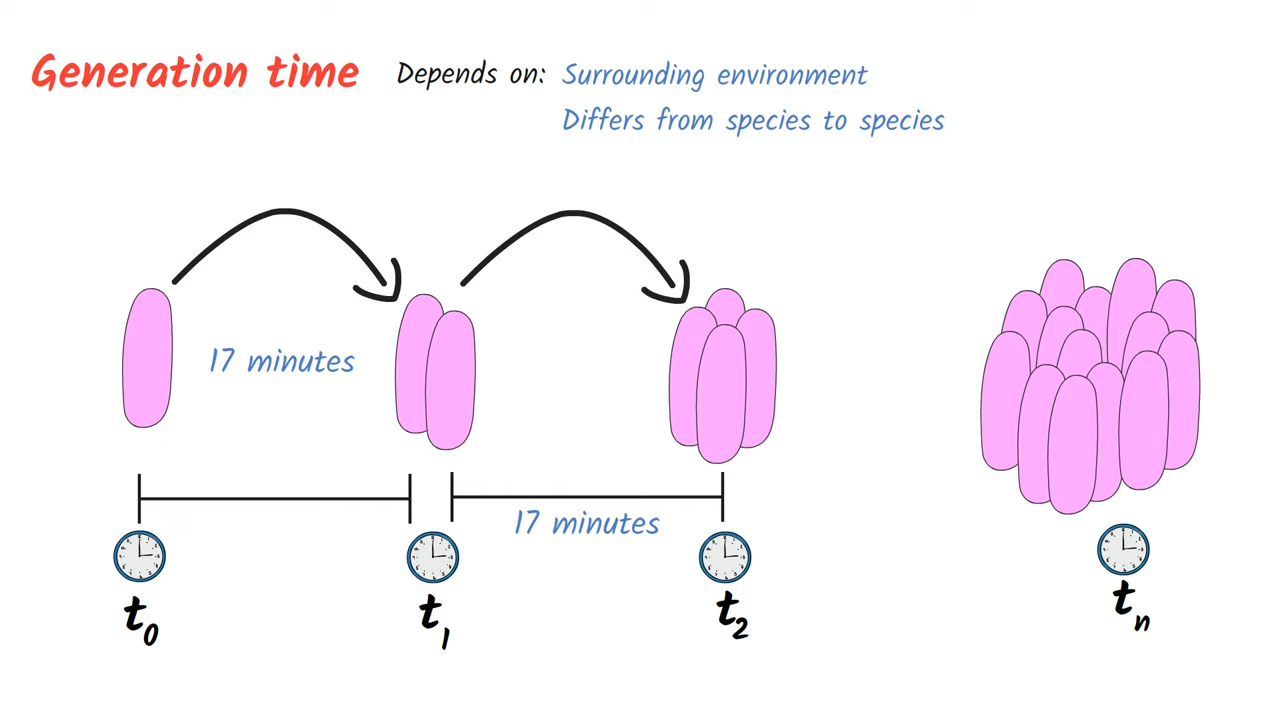 Generation time
Depends on: Surrounding environment
Differs from species to species
17 minutes
17 minutes
t0
t1
t2
tn